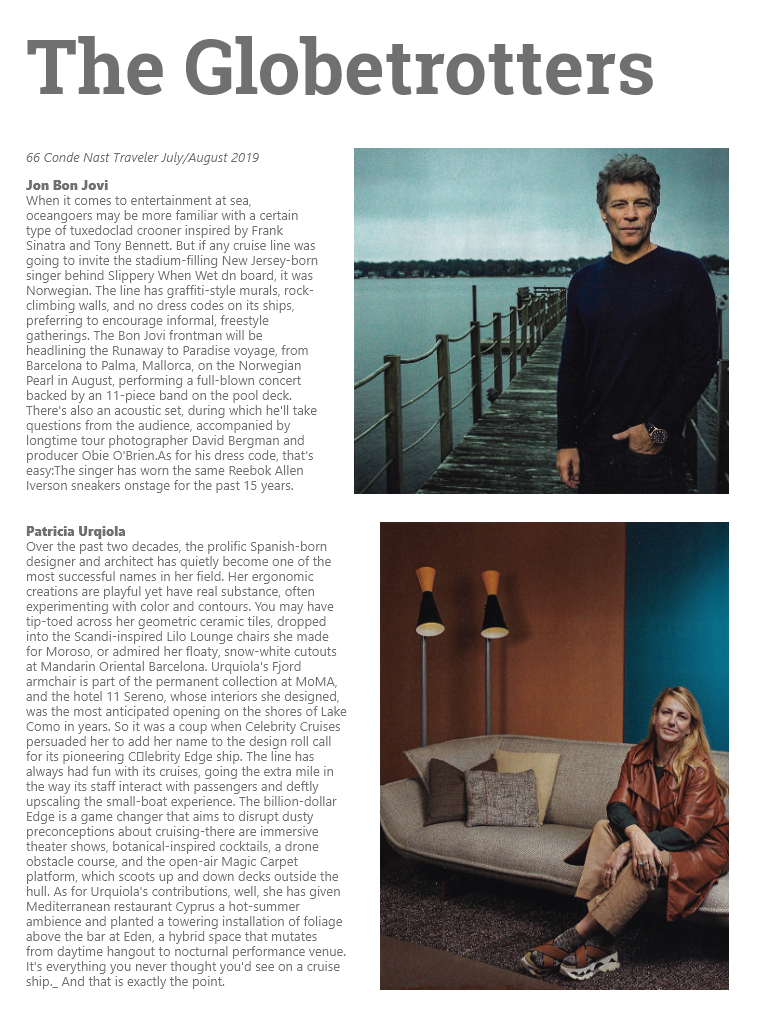 The Globetrotters
66 Conde Nast Traveler July/August 2019
Jon Bon Jovi
When it comes to entertainment at sea,
oceangoers may be more familiar with a certain
type of tuxedoclad crooner inspired by Frank
Sinatra and Tony Bennett. But if any cruise line was
going to invite the stadium-filling New Jersey-born
singer behind Slippery When Wet dn board, it was
Norwegian. The line has graffiti-style murals, rock-
climbing walls, and no dress codes on its ships,
preferring to encourage informal, freestyle
gatherings. The Bon Jovi frontman will be
headlining the Runaway to Paradise voyage, from
Barcelona to Palma, Mallorca, on the Norwegian
Pearl in August, performing a full-blown concert
backed by an 11-piece band on the pool deck.
There's also an acoustic set, during which he'll take
questions from the audience, accompanied by
longtime tour photographer David Bergman and
producer Obie O'Brien.As for his dress code, that's
easy:The singer has worn the same Reebok Allen
Iverson sneakers onstage for the past 15 years.
Patricia Urqiola
Over the past two decades, the prolific Spanish-born
designer and architect has quietly become one of the
most successful names in her field. Her ergonomic
creations are playful yet have real substance, often
experimenting with color and contours. You may have
tip-toed across her geometric ceramic tiles, dropped
into the Scandi-inspired Lilo Lounge chairs she made
for Moroso, or admired her floaty, snow-white cutouts
at Mandarin Oriental Barcelona. Urquiola's Fjord
armchair is part of the permanent collection at MoMA,
and the hotel 11 Sereno, whose interiors she designed,
was the most anticipated opening on the shores of Lake
Como in years. So it was a coup when Celebrity Cruises
persuaded her to add her name to the design roll call
for its pioneering C□lebrity Edge ship. The line has
always had fun with its cruises, going the extra mile in
the way its staff interact with passengers and deftly
upscaling the small-boat experience. The billion-dollar
Edge is a game changer that aims to disrupt dusty
preconceptions about cruising-there are immersive
theater shows, botanical-inspired cocktails, a drone
obstacle course, and the open-air Magic Carpet
platform, which scoots up and down decks outside the
hull. As for Urquiola's contributions, well, she has given
Mediterranean restaurant Cyprus a hot-summer
ambience and planted a towering installation of foliage
above the bar at Eden, a hybrid space that mutates
from daytime hangout to nocturnal performance venue.
It's everything you never thought you'd see on a cruise
ship._ And that is exactly the point.